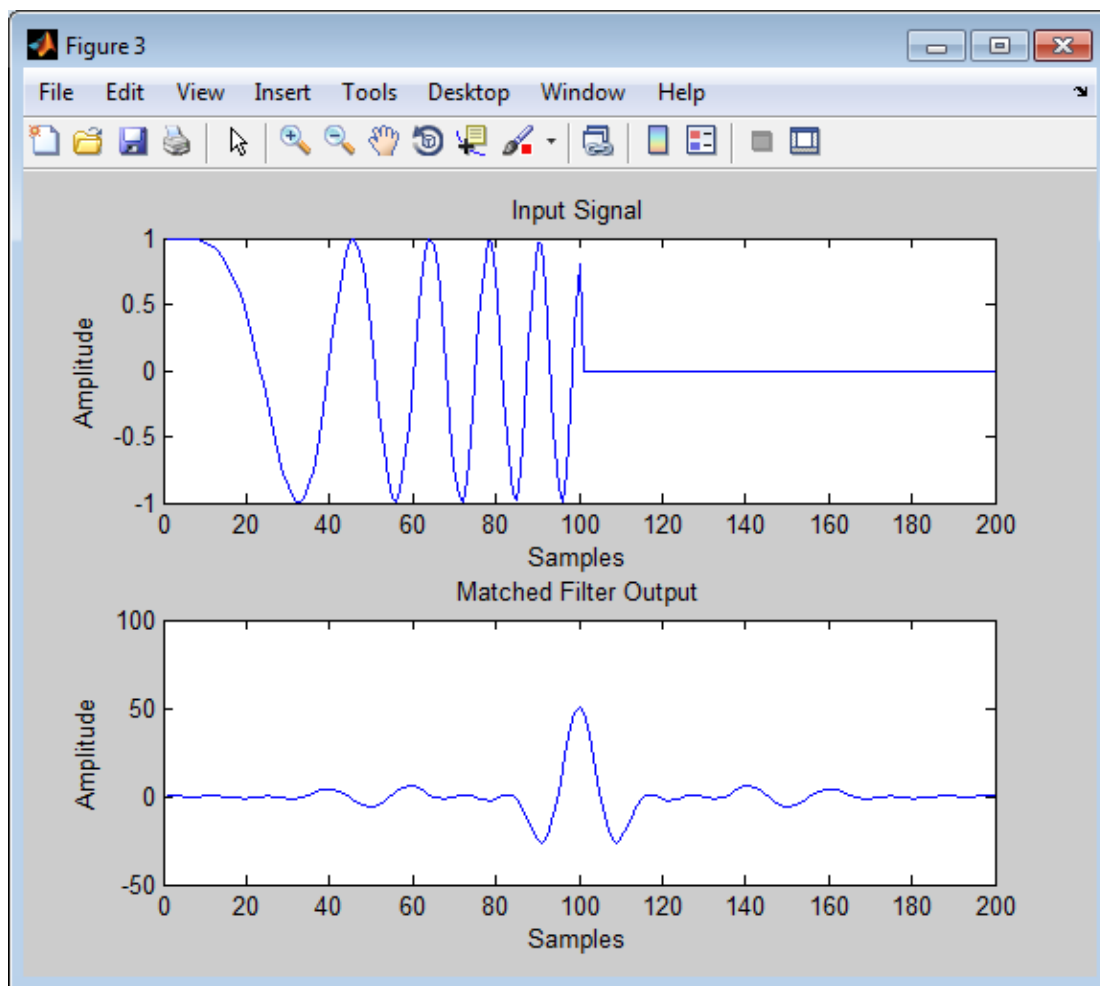 Figure 3
File Edit View Insert Tools Desktop Window Help
Input Signal
1
0.5
0
-0.5
-1
Amplitude
0 20 40 60 80 100 120 140 160 180 200
Samples
Matched Filter Output
100
50
0
-50
Amplitude
0 20 40 60 80 100 120 140 160 180 200
Samples